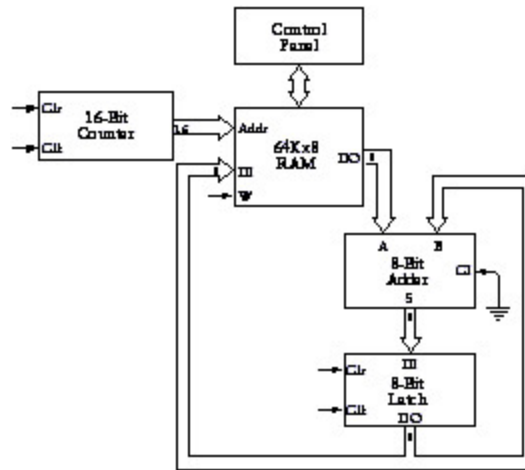 Control
Panel
Clr
16-Bit
Counter
Clk
16
Addr
64Kx8
RAM
DI
DO
8
8
W
A
B
8-Bit
Adder
CI
S
8
Clr
DI
8-Bit
Latch
Clk
DO
8